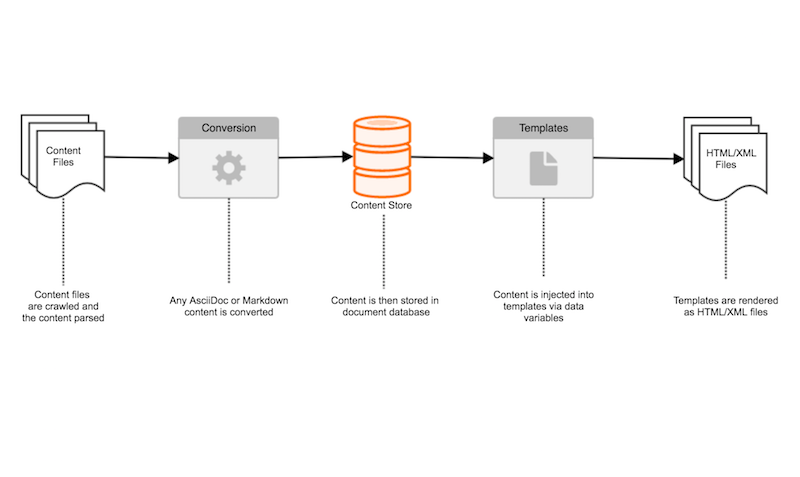 Content
Files
Conversion
Content Store
Templates
HTML/XML
Files
Content files
are crawled and
the content parsed
Any AsciiDoc or Markdown
content is converted
Content is then stored in
document database
Content is injected into
templates via data
variables
Templates are rendered
as HTML/XML files